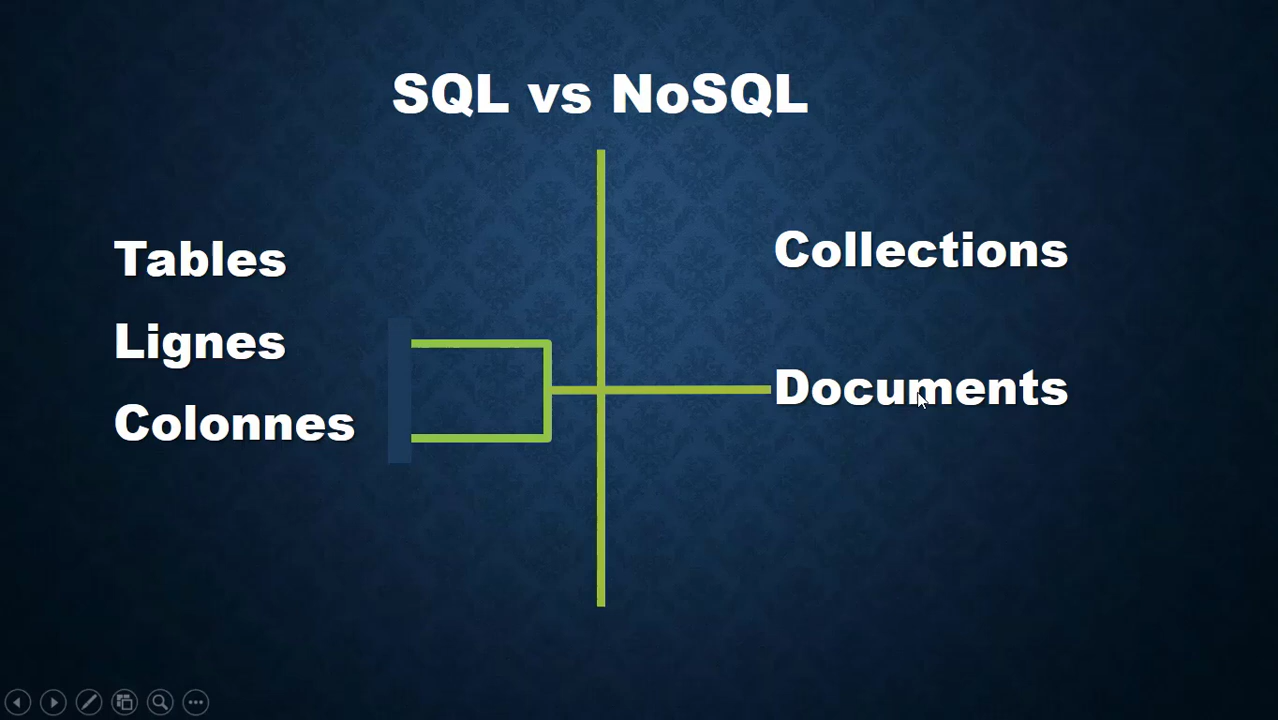 SQL vs NoSQL
Tables
Lignes
Colonnes
Collections
Documents